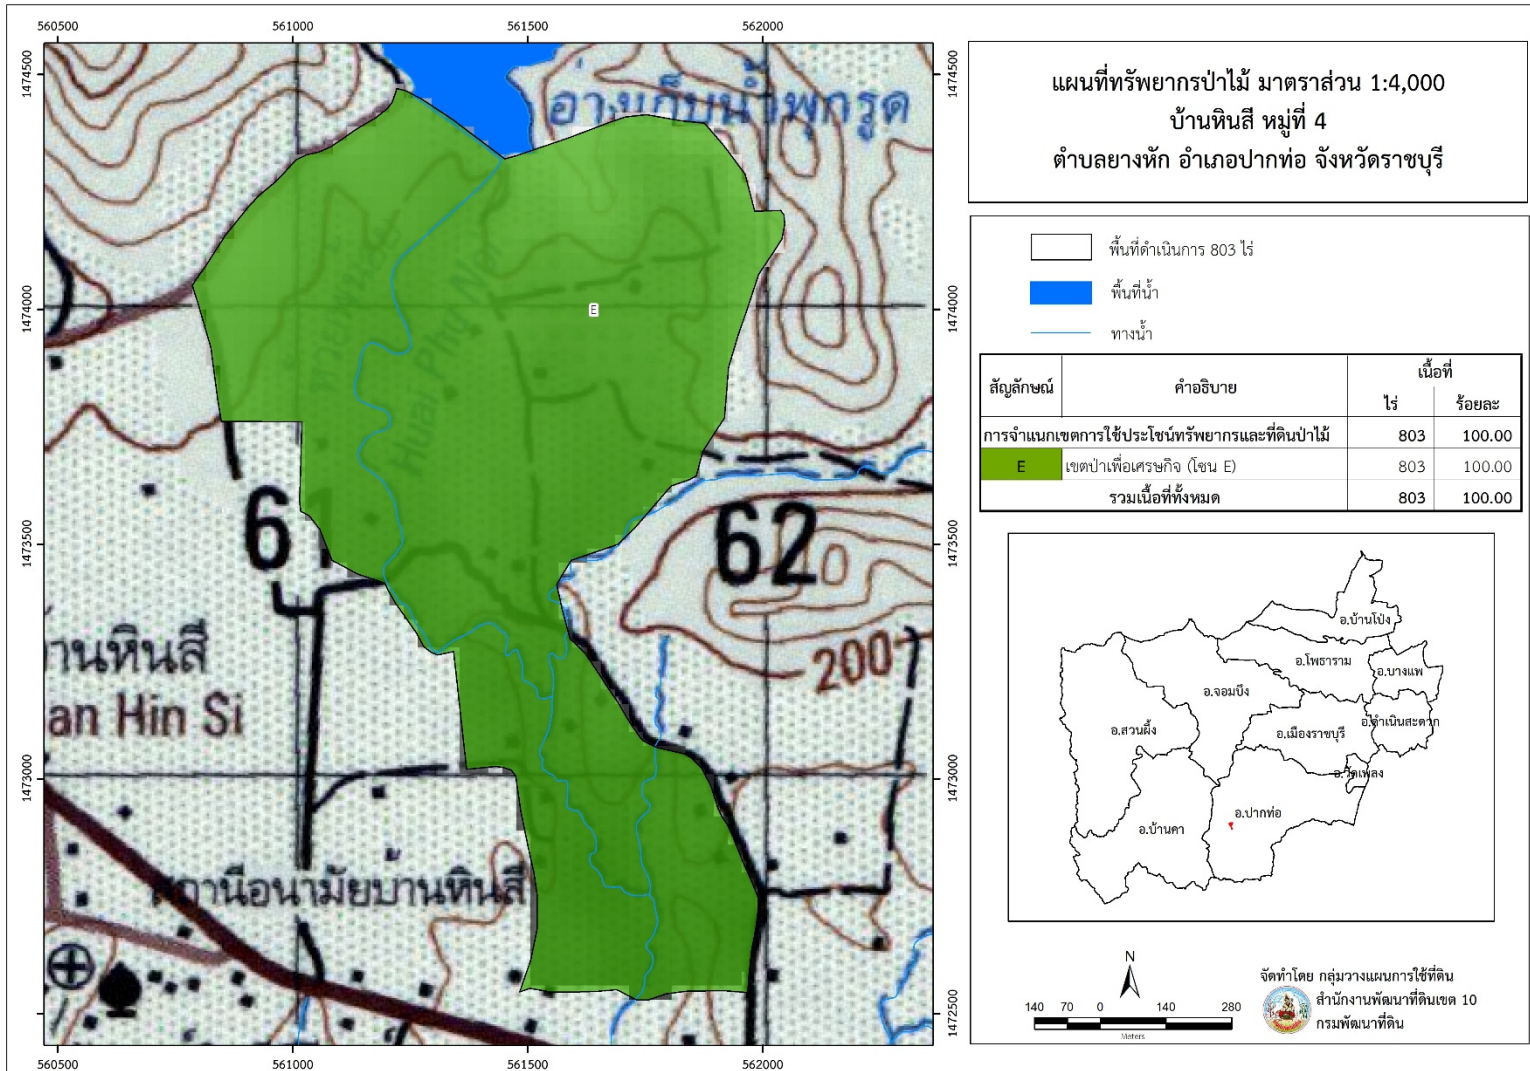 560500 561000 561500 562000
1474500
1474000
1473500
1473000
1472500
อ่างเก็บน้ำพุกรูด
E
Huai Phu
61
62
200
านหินสี
an Hin Si
สถานีอนามัยบ้านหินสี
1474500
1474000
1473500
1473000
1472500
560500 561000 561500 562000
แผนที่ทรัพยากรป่าไม้ มาตราส่วน 1:4,000
บ้านหินสี หมู่ที่ 4
ตำบลยางหัก อำเภอปากท่อ จังหวัดราชบุรี
พื้นที่ดำเนินการ 803 ไร่
พื้นที่น้ำ
ทางน้ำ
สัญลักษณ์ คำอธิบาย เนื้อที่
ไร่ ร้อยละ
การจำแนกเขตการใช้ประโชน์ทรัพยากรและที่ดินป่าไม้ 803 100.00
E เขตป่าเพื่อเศรษฐกิจ (โซน E) 803 100.00
รวมเนื้อที่ทั้งหมด 803 100.00
อ.บ้านโป่ง
อ.โพธาราม
อ.บางแพ
อ.จอมบึง
อ.ดำเนินสะดวก
อ.สวนผึ้ง
อ.เมืองราชบุรี
อ.วัดเพลง
อ.ปากท่อ
อ.บ้านคา
N
140 70 0 140 280
Meters
จัดทำโดย กลุ่มวางแผนการใช้ที่ดิน
สำนักงานพัฒนาที่ดินเขต 10
กรมพัฒนาที่ดิน